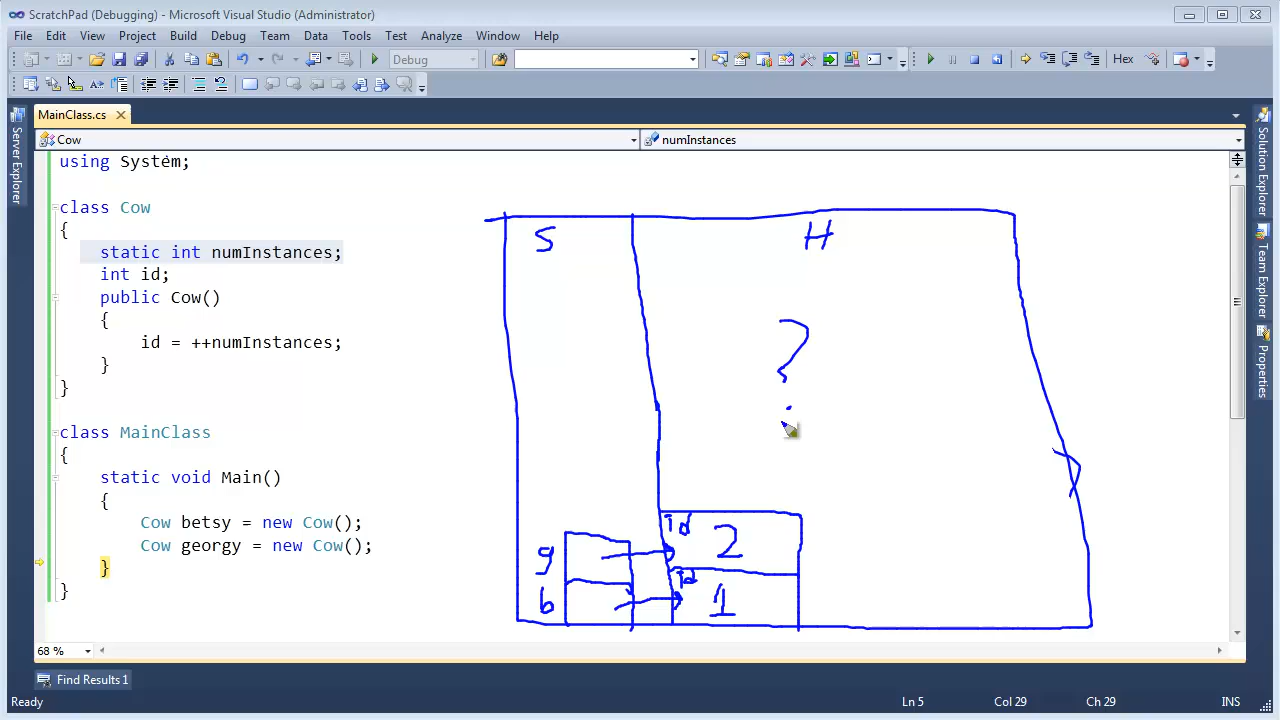 ScratchPad (Debugging) - Microsoft Visual Studio (Administrator)
File Edit View Project Build Debug Team Data Tools Test Analyze Window Help
Debug Hex
MainClass.cs
Cow numInstances
Server Explorer
Solution Explorer
Team Explorer
Properties
using System;
class Cow
{
static int numInstances;
int id;
public Cow()
{
id = ++numInstances;
}
}
class MainClass
{
static void Main()
{
Cow betsy = new Cow();
Cow georgy = new Cow();
}
}
S H
?
g id 2
b id 1
68 %
Find Results 1
Ready Ln 5 Col 29 Ch 29 INS